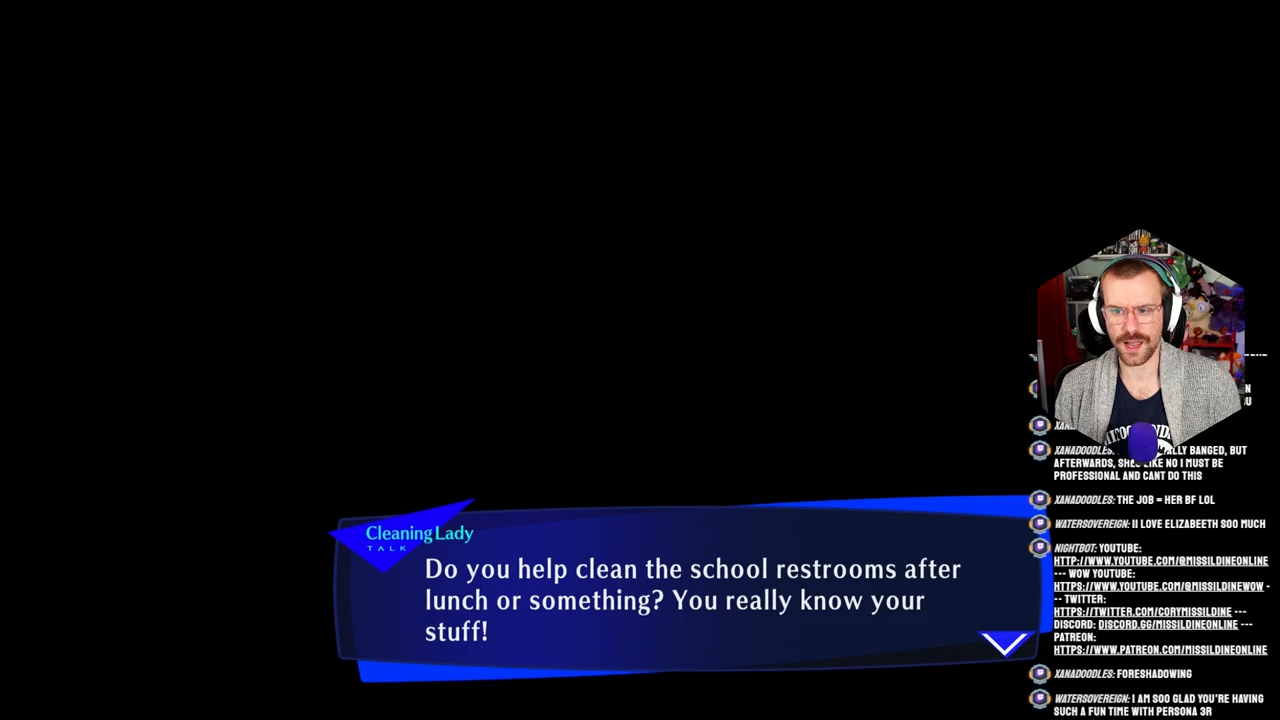 Cleaning Lady
TALK
Do you help clean the school restrooms after
lunch or something? You really know your
stuff!
XANADOODLES: BANGED, BUT
AFTERWARDS, SHES LIKE NO I MUST BE
PROFESSIONAL AND CANT DO THIS
XANADOODLES: THE JOB = HER BF LOL
WATERSOVEREIGN: II LOVE ELIZABEETH SOO MUCH
NIGHTBOT: YOUTUBE:
HTTP://WWW.YOUTUBE.COM/@MISSILDINEONLINE
--- WOW YOUTUBE:
HTTPS://WWW.YOUTUBE.COM/@MISSILDINEWOW -
-- TWITTER:
HTTPS://TWITTER.COM/CORYMISSILDINE ---
DISCORD: DISCORD.GG/MISSILDINEONLINE ---
PATREON:
HTTPS://WWW.PATREON.COM/MISSILDINEONLINE
XANADOODLES: FORESHADOWING
WATERSOVEREIGN: I AM SOO GLAD YOU'RE HAVING
SUCH A FUN TIME WITH PERSONA 3R